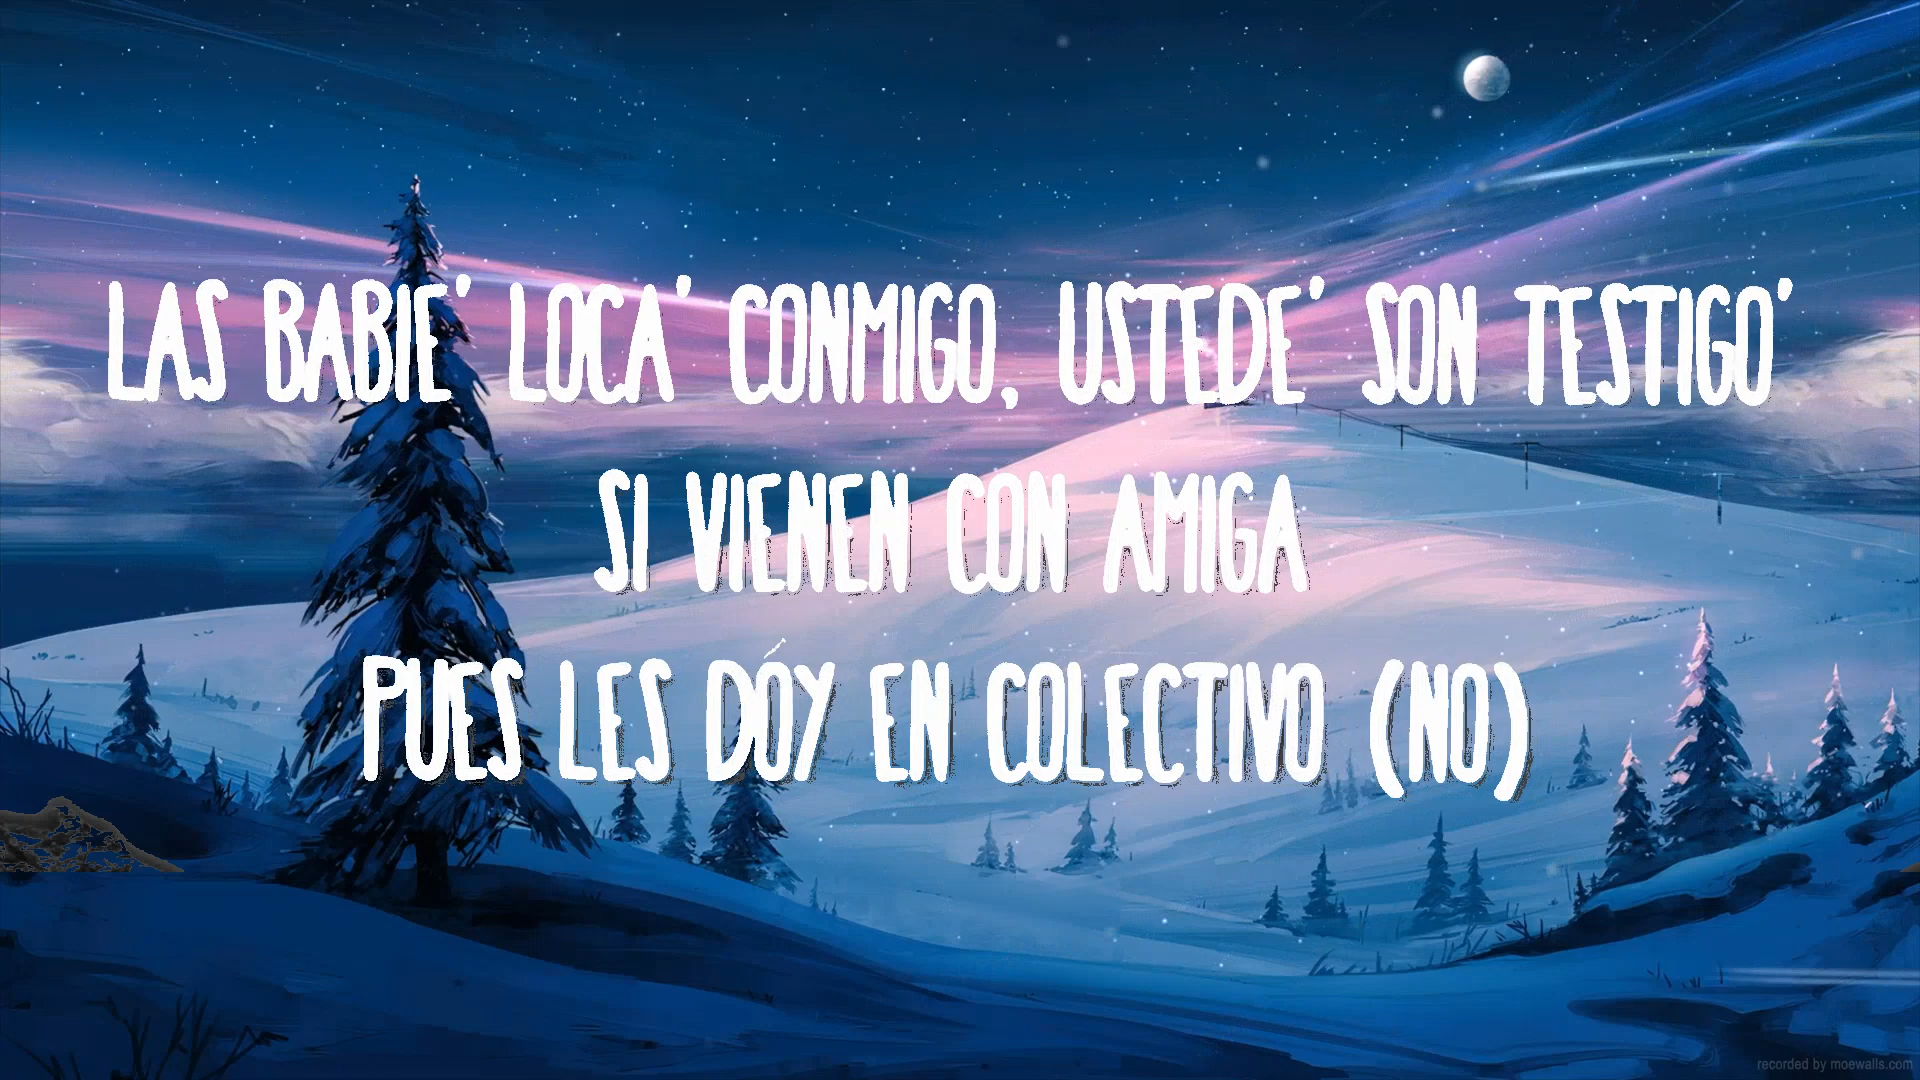 LAS BABIE' LOCA' CONMIGO, USTEDE' SON TESTIGO'
SI VIENEN CON AMIGA
PUES LES DÓY EN COLECTIVO (NO)
recorded by moewalls.com